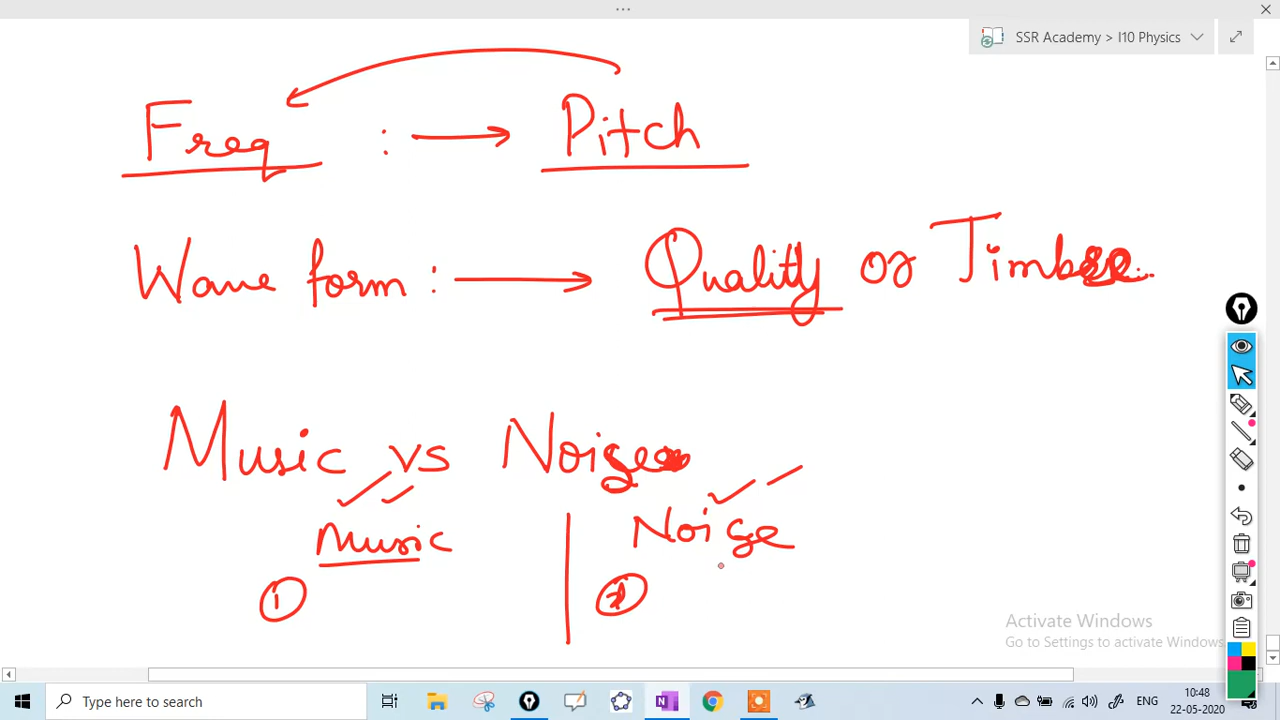 SSR Academy > I10 Physics
Freq : → Pitch
Wave form : → Quality or Timbre
Music vs Noise
Music | Noise
① ①
Activate Windows
Go to Settings to activate Windows
Type here to search
ENG 10:48
22-05-2020